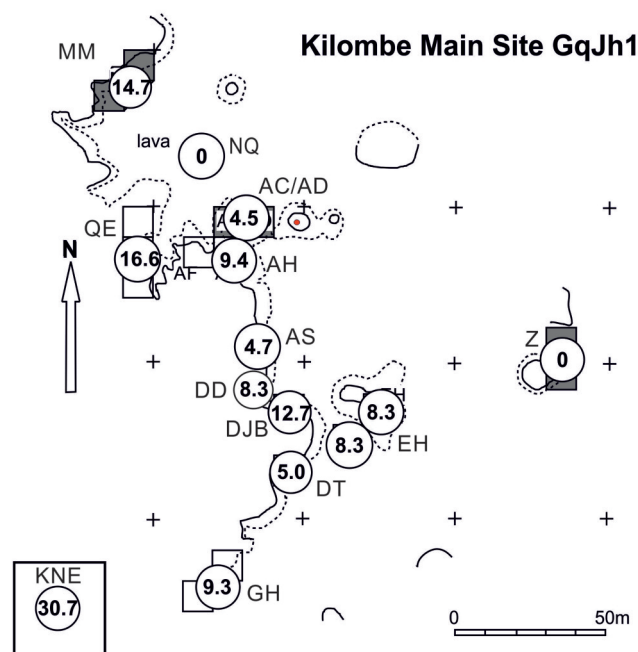 Kilombe Main Site GqJh1
MM
14.7
lava
0
NQ
AC/AD
4.5
QE
16.6
AF
9.4
AH
N
AS
4.7
Z
0
DD
8.3
DJB
12.7
8.3
8.3
EH
5.0
DT
KNE
30.7
9.3
GH
0
50m